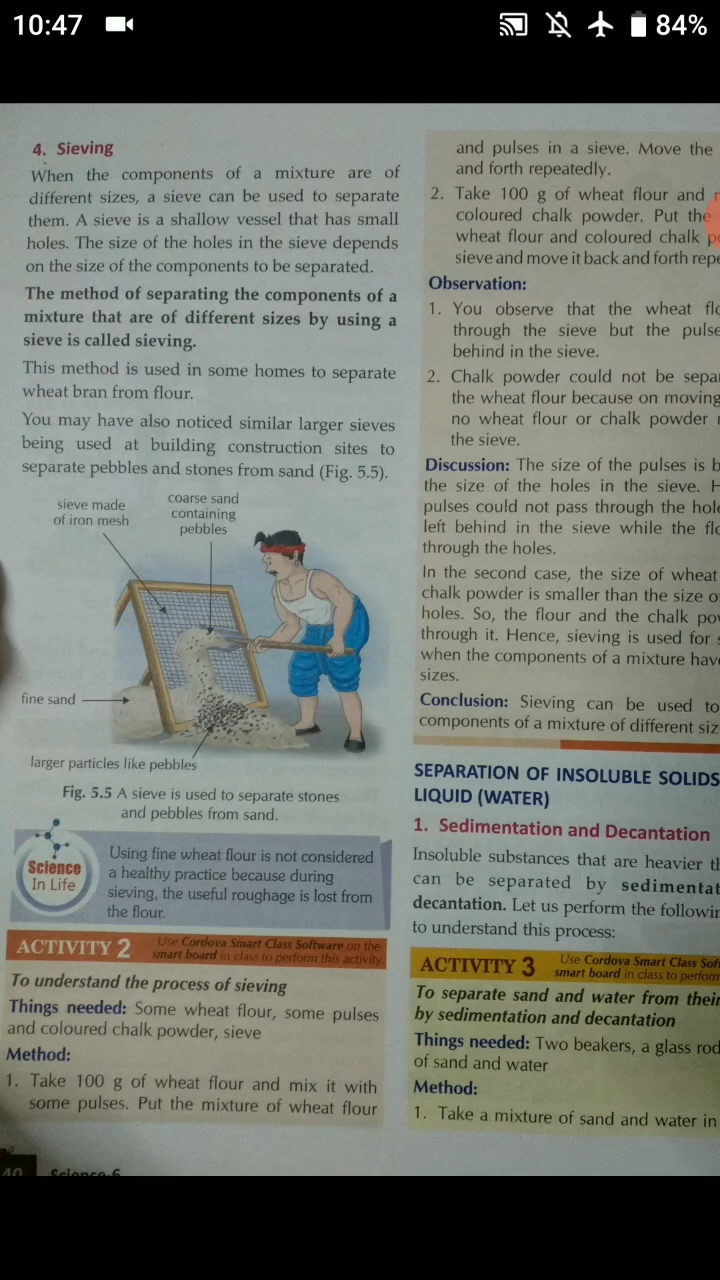 10:47
84%
4. Sieving
When the components of a mixture are of
different sizes, a sieve can be used to separate
them. A sieve is a shallow vessel that has small
holes. The size of the holes in the sieve depends
on the size of the components to be separated.
The method of separating the components of a
mixture that are of different sizes by using a
sieve is called sieving.
This method is used in some homes to separate
wheat bran from flour.
You may have also noticed similar larger sieves
being used at building construction sites to
separate pebbles and stones from sand (Fig. 5.5).
sieve made
of iron mesh
coarse sand
containing
pebbles
fine sand
larger particles like pebbles
Fig. 5.5 A sieve is used to separate stones
and pebbles from sand.
Science
In Life
Using fine wheat flour is not considered
a healthy practice because during
sieving, the useful roughage is lost from
the flour.
ACTIVITY 2
Use Cordova Smart Class Software on the
smart board in class to perform this activity.
To understand the process of sieving
Things needed: Some wheat flour, some pulses
and coloured chalk powder, sieve
Method:
1. Take 100 g of wheat flour and mix it with
some pulses. Put the mixture of wheat flour
40 Science-6
and pulses in a sieve. Move the
and forth repeatedly.
2. Take 100 g of wheat flour and
coloured chalk powder. Put the
wheat flour and coloured chalk
sieve and move it back and forth
Observation:
1. You observe that the wheat
through the sieve but the
behind in the sieve.
2. Chalk powder could not be
the wheat flour because on moving
no wheat flour or chalk powder
the sieve.
Discussion: The size of the pulses is
the size of the holes in the sieve.
pulses could not pass through the
left behind in the sieve while the
through the holes.
In the second case, the size of wheat
chalk powder is smaller than the size
holes. So, the flour and the chalk
through it. Hence, sieving is used for
when the components of a mixture
sizes.
Conclusion: Sieving can be used to
components of a mixture of different
SEPARATION OF INSOLUBLE SOLIDS
LIQUID (WATER)
1. Sedimentation and Decantation
Insoluble substances that are heavier
can be separated by
decantation. Let us perform the
to understand this process:
ACTIVITY 3
Use Cordova Smart Class
smart board in class to perform
To separate sand and water from their
by sedimentation and decantation
Things needed: Two beakers, a glass rod
of sand and water
Method:
1. Take a mixture of sand and water in